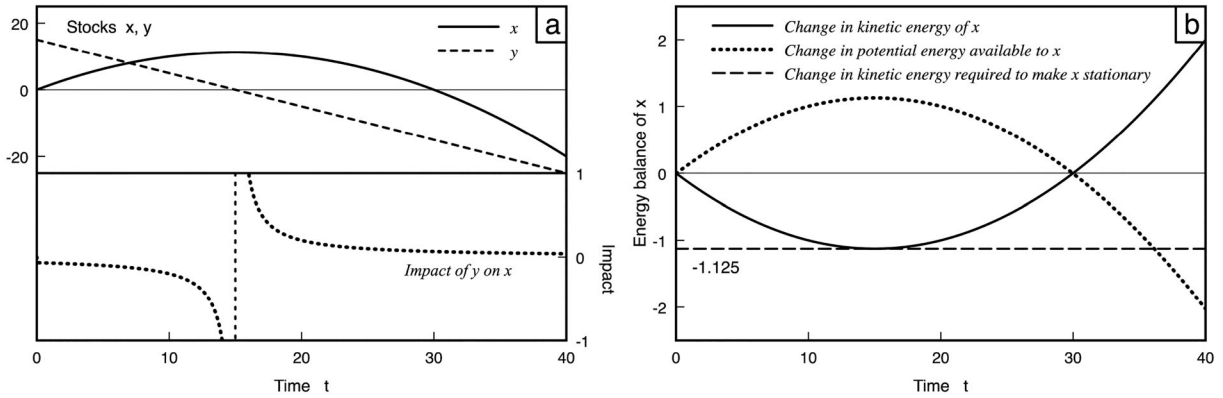 Stocks x, y
x
y
a
20
0
-20
1
0
-1
Impact
Impact of y on x
0
10
20
30
40
Time t
b
Change in kinetic energy of x
Change in potential energy available to x
Change in kinetic energy required to make x stationary
Energy balance of x
2
1
0
-1
-2
-1.125
0
10
20
30
40
Time t